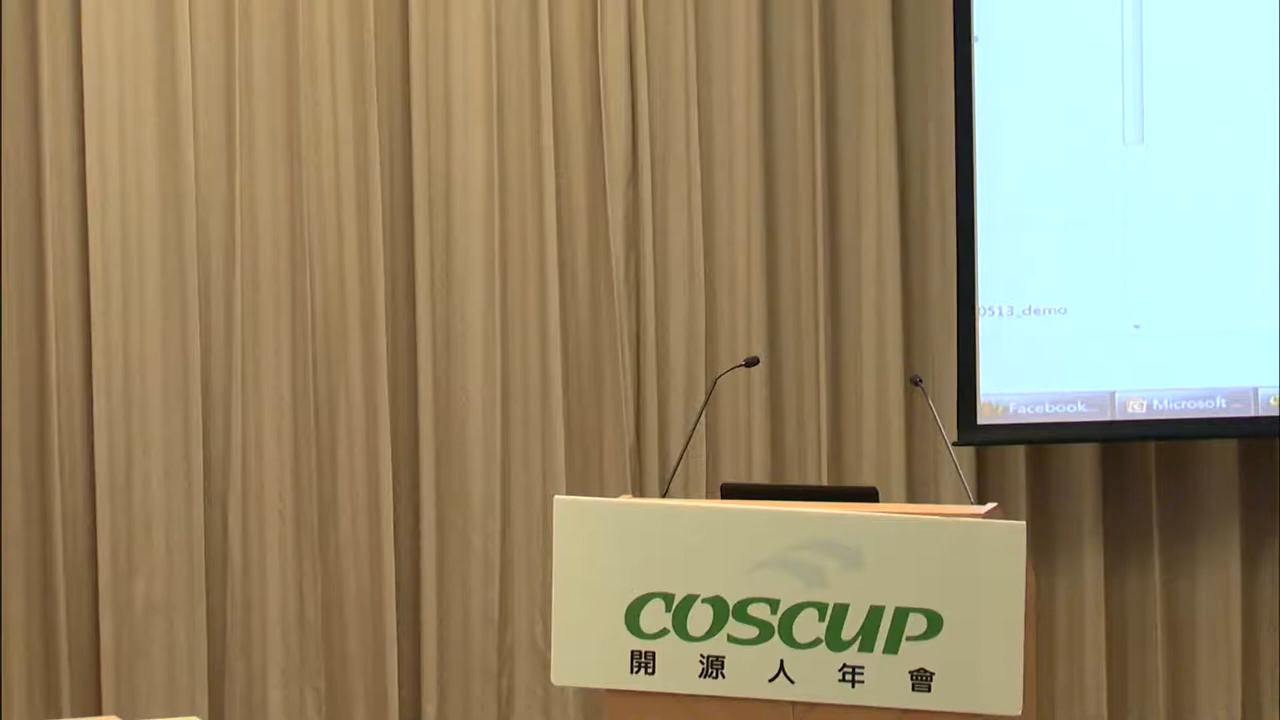 0513_demo
Facebook...
Microsoft ...
COSCUP
開源人年會